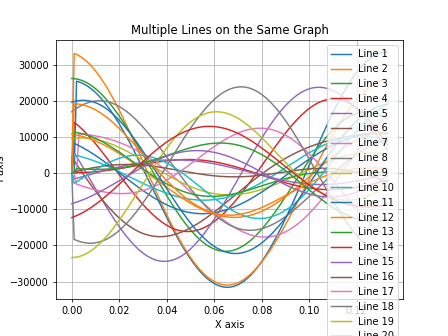 Multiple Lines on the Same Graph
30000
20000
10000
0
−10000
−20000
−30000
0.00
0.02
0.04
0.06
0.08
0.10
X axis
Line 1
Line 2
Line 3
Line 4
Line 5
Line 6
Line 7
Line 8
Line 9
Line 10
Line 11
Line 12
Line 13
Line 14
Line 15
Line 16
Line 17
Line 18
Line 19
Line 20